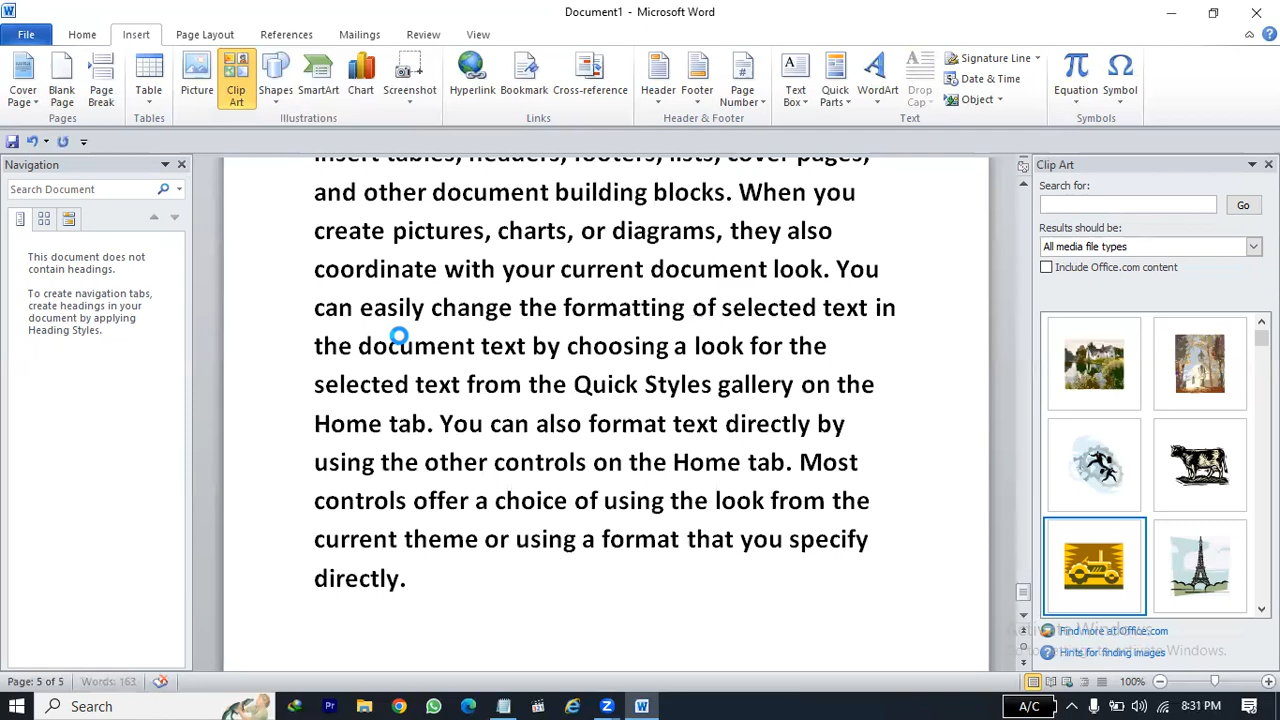 Document1 - Microsoft Word
File Home Insert Page Layout References Mailings Review View
Cover Page
Blank Page
Page Break
Table
Picture
Clip Art
Shapes
SmartArt
Chart
Screenshot
Hyperlink
Bookmark
Cross-reference
Header
Footer
Page Number
Text Box
Quick Parts
WordArt
Drop Cap
Signature Line
Date & Time
Object
Equation
Symbol
Pages Tables Illustrations Links Header & Footer Text Symbols
Navigation
Search Document
This document does not
contain headings.
To create navigation tabs,
create headings in your
document by applying
Heading Styles.
insert tables, headers, footers, lists, cover pages,
and other document building blocks. When you
create pictures, charts, or diagrams, they also
coordinate with your current document look. You
can easily change the formatting of selected text in
the document text by choosing a look for the
selected text from the Quick Styles gallery on the
Home tab. You can also format text directly by
using the other controls on the Home tab. Most
controls offer a choice of using the look from the
current theme or using a format that you specify
directly.
Clip Art
Search for:
Go
Results should be:
All media file types
Include Office.com content
Find more at Office.com
Hints for finding images
Activate Windows
Page: 5 of 5 Words: 163 100%
Search A/C 8:31 PM